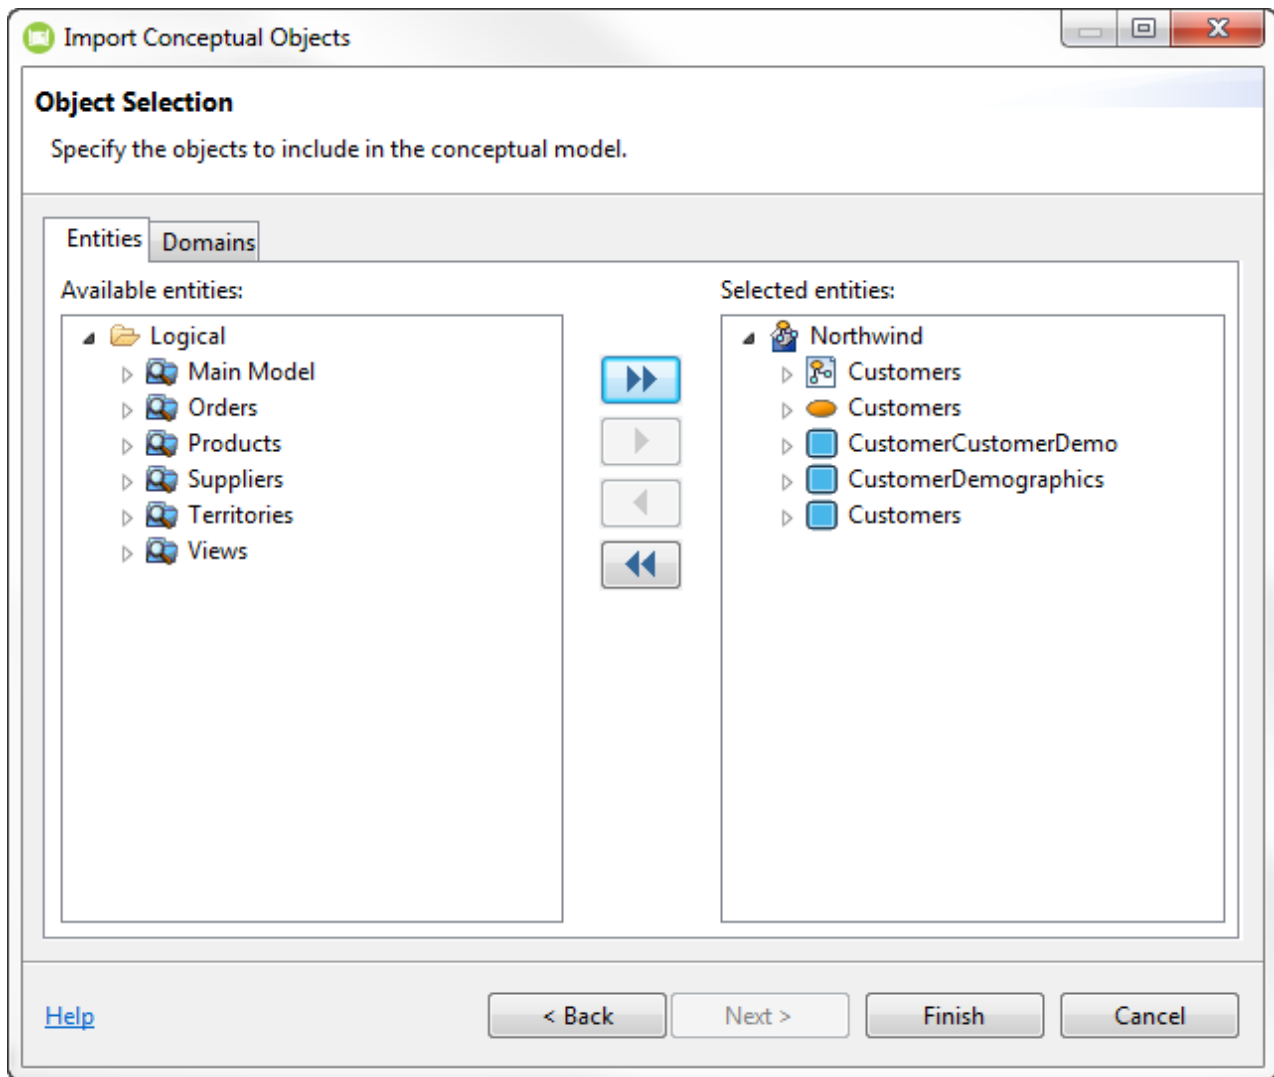 Import Conceptual Objects
Object Selection
Specify the objects to include in the conceptual model.
Entities
Domains
Available entities:
Logical
Main Model
Orders
Products
Suppliers
Territories
Views
Selected entities:
Northwind
Customers
Customers
CustomerCustomerDemo
CustomerDemographics
Customers
Help
< Back
Next >
Finish
Cancel